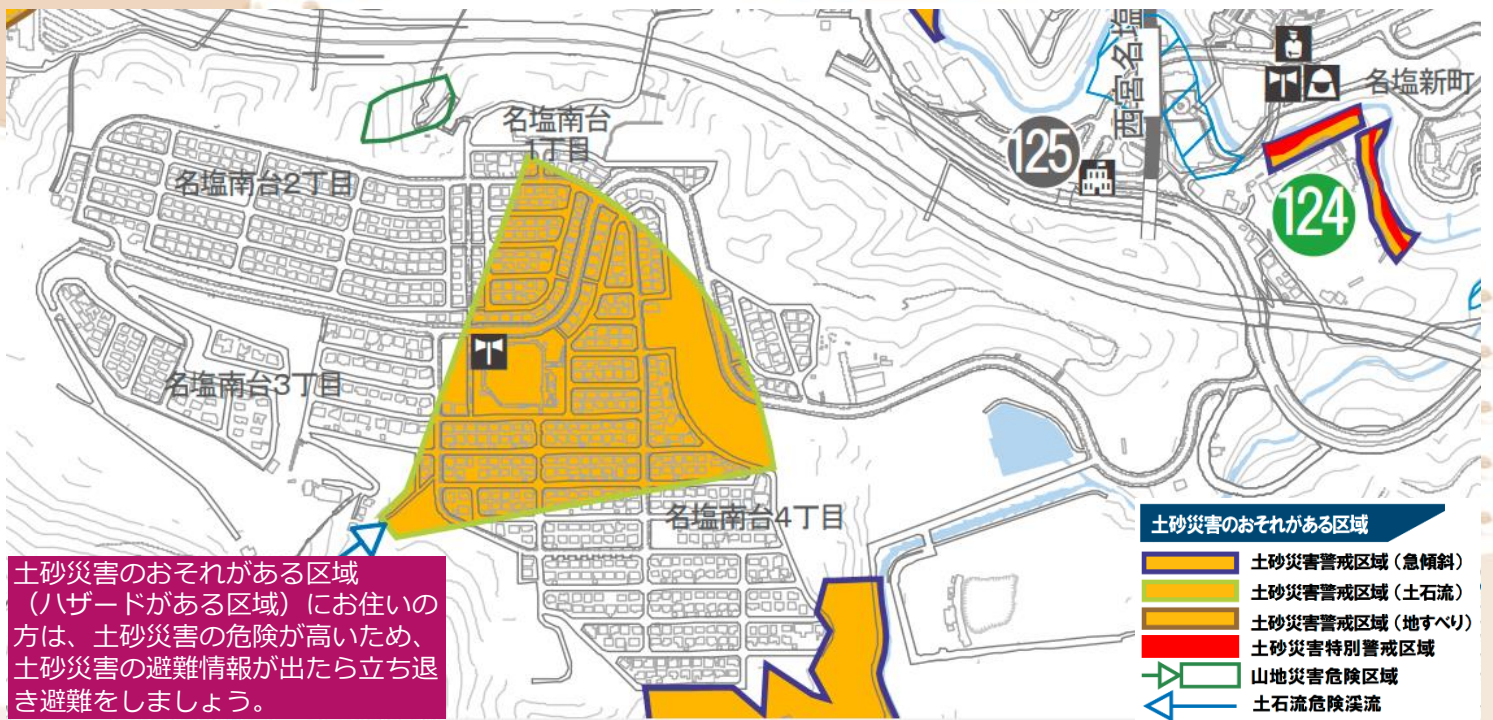 西宮名塩
名塩新町
125
124
名塩南台
1丁目
名塩南台2丁目
名塩南台3丁目
名塩南台4丁目
土砂災害のおそれがある区域
（ハザードがある区域）にお住いの
方は、土砂災害の危険が高いため、
土砂災害の避難情報が出たら立ち退
き避難をしましょう。
土砂災害のおそれがある区域
土砂災害警戒区域（急傾斜）
土砂災害警戒区域（土石流）
土砂災害警戒区域（地すべり）
土砂災害特別警戒区域
山地災害危険区域
土石流危険渓流